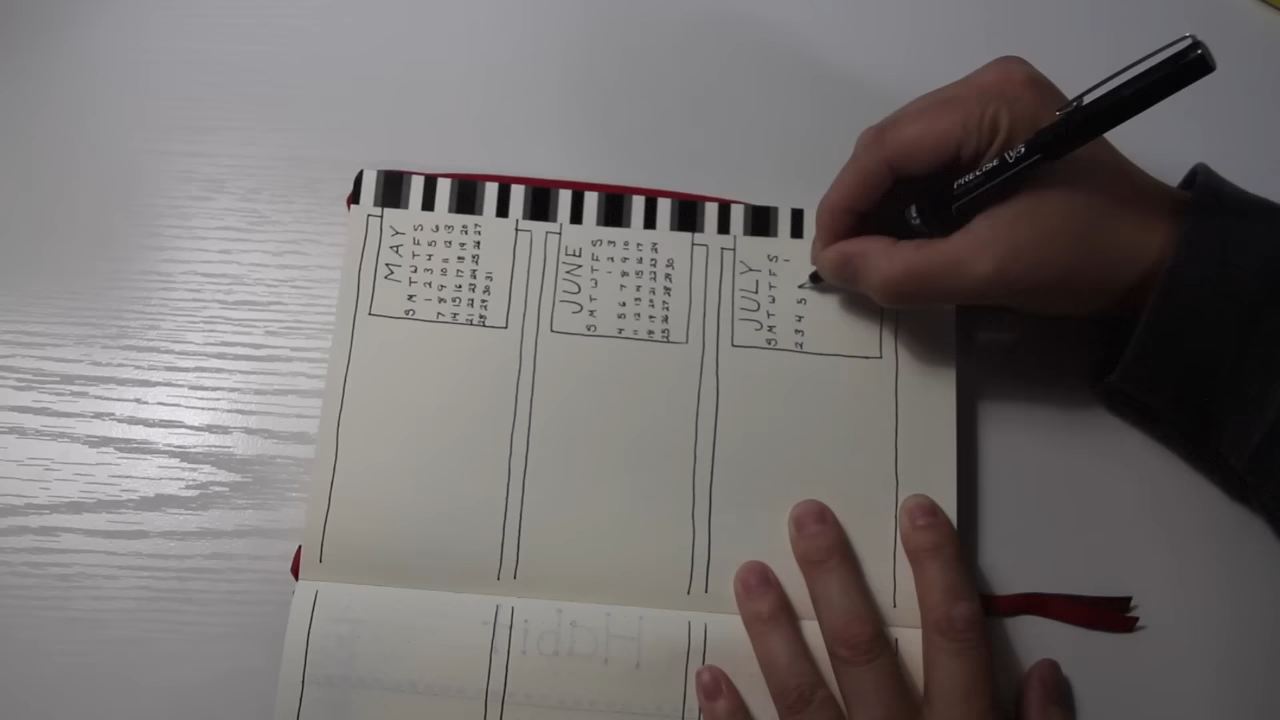 MAY
S M T W T F S
1 2 3 4 5 6
7 8 9 10 11 12 13
14 15 16 17 18 19 20
21 22 23 24 25 26 27
28 29 30 31
JUNE
S M T W T F S
1 2 3
4 5 6 7 8 9 10
11 12 13 14 15 16 17
18 19 20 21 22 23 24
25 26 27 28 29 30
JULY
S M T W T F S
1
2 3 4 5
PRECISE V5
Habit